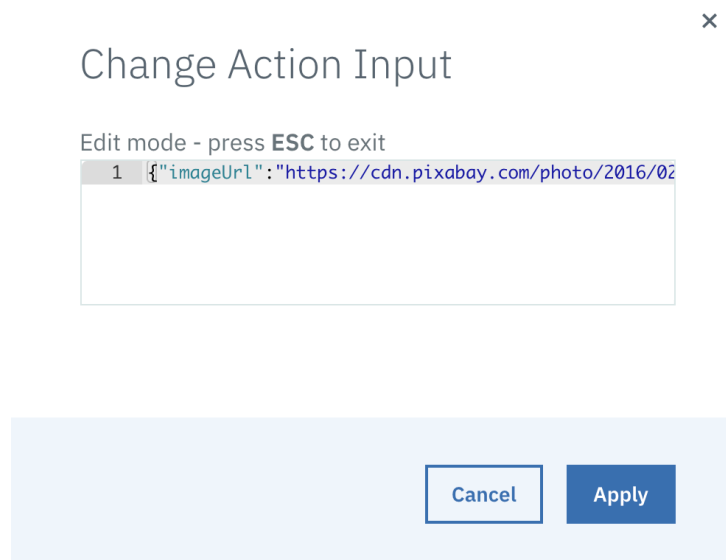 ×
Change Action Input
Edit mode - press ESC to exit
1 {"imageUrl":"https://cdn.pixabay.com/photo/2016/02
Cancel Apply